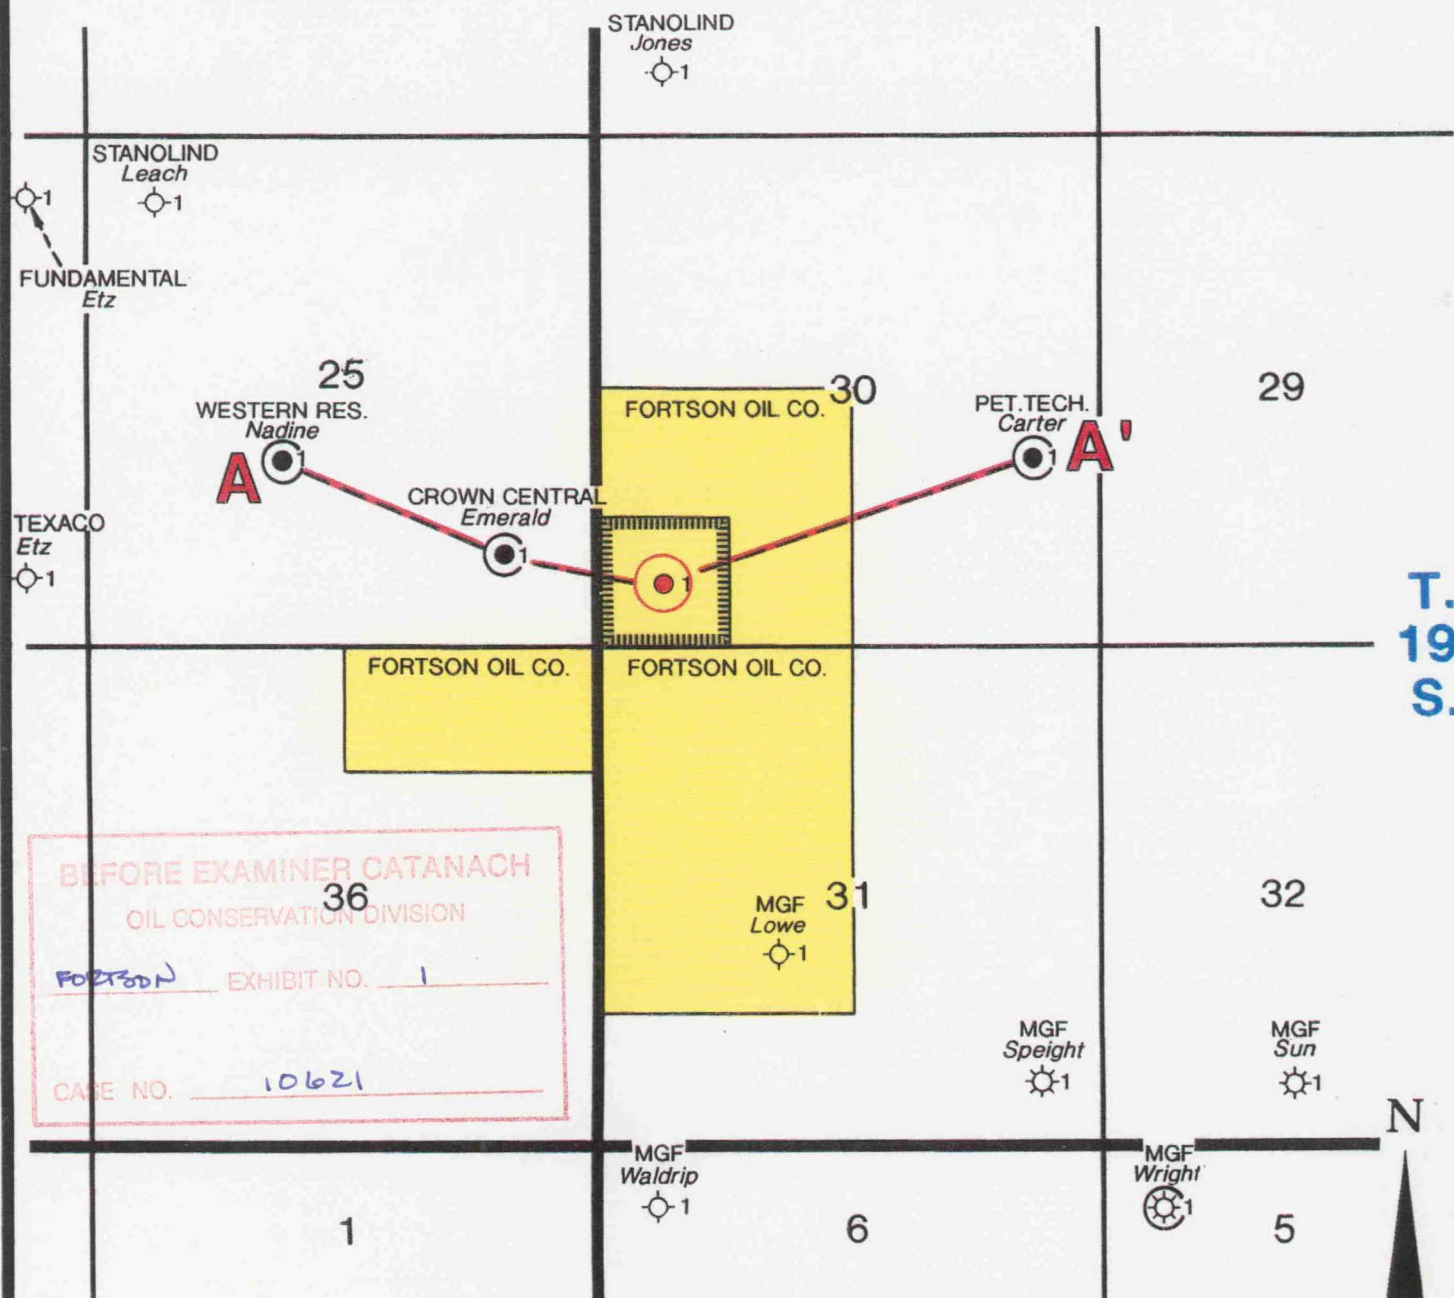 STANOLIND
Jones
1
STANOLIND
Leach
1
1
FUNDAMENTAL
Etz
25
WESTERN RES.
Nadine
1
A
CROWN CENTRAL
Emerald
1
TEXACO
Etz
1
30
FORTSON OIL CO.
1
PET.TECH.
Carter
1
A'
29
T.
19
S.
FORTSON OIL CO.
FORTSON OIL CO.
BEFORE EXAMINER CATANACH
OIL CONSERVATION DIVISION
FORTSON EXHIBIT NO. 1
CASE NO. 10621
36
31
MGF
Lowe
1
32
MGF
Speight
1
MGF
Sun
1
N
MGF
Waldrip
1
MGF
Wright
1
1
6
5